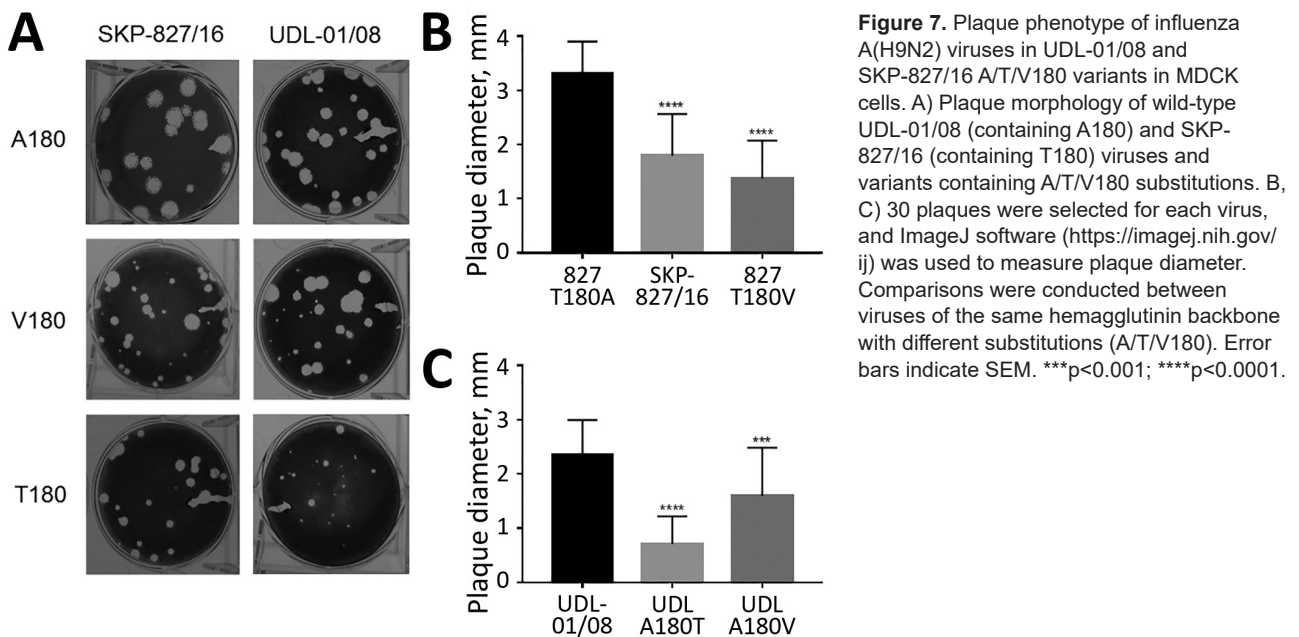 A
SKP-827/16 UDL-01/08
A180
V180
T180
B
Plaque diameter, mm
4
3
2
1
0
****
****
827
T180A
SKP-
827/16
827
T180V
C
Plaque diameter, mm
4
3
2
1
0
****
***
UDL-
01/08
UDL
A180T
UDL
A180V
Figure 7. Plaque phenotype of influenza
A(H9N2) viruses in UDL-01/08 and
SKP-827/16 A/T/V180 variants in MDCK
cells. A) Plaque morphology of wild-type
UDL-01/08 (containing A180) and SKP-
827/16 (containing T180) viruses and
variants containing A/T/V180 substitutions. B,
C) 30 plaques were selected for each virus,
and ImageJ software (https://imagej.nih.gov/
ij) was used to measure plaque diameter.
Comparisons were conducted between
viruses of the same hemagglutinin backbone
with different substitutions (A/T/V180). Error
bars indicate SEM. ***p<0.001; ****p<0.0001.